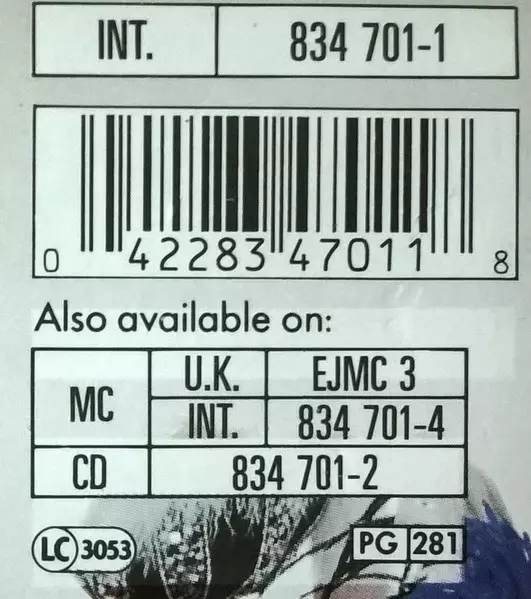 INT. 834 701-1
0 42283 47011 8
Also available on:
MC U.K. EJMC 3
INT. 834 701-4
CD 834 701-2
LC 3053 PG 281